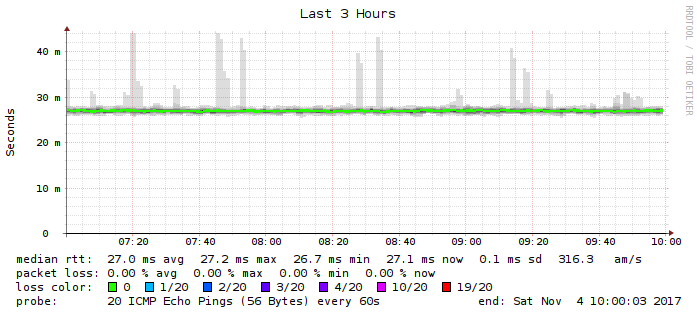 Last 3 Hours
RRDTOOL / TOBI OETIKER
Seconds
40 m
30 m
20 m
10 m
0
07:20 07:40 08:00 08:20 08:40 09:00 09:20 09:40 10:00
median rtt: 27.0 ms avg 27.2 ms max 26.7 ms min 27.1 ms now 0.1 ms sd 316.3 am/s
packet loss: 0.00 % avg 0.00 % max 0.00 % min 0.00 % now
loss color: 0 1/20 2/20 3/20 4/20 10/20 19/20
probe: 20 ICMP Echo Pings (56 Bytes) every 60s end: Sat Nov 4 10:00:03 2017